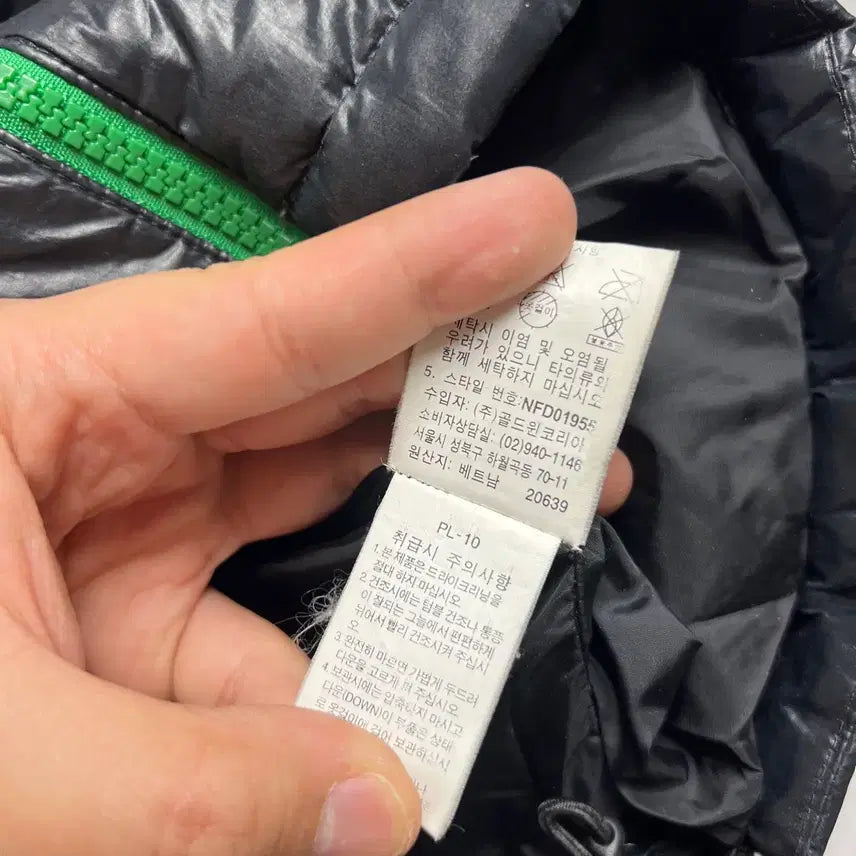 사항
옷걸이
세탁시 이염 및 오염될
우려가 있으니 타의류와
함께 세탁하지 마십시오
5. 스타일 번호:NFD01955
수입자: (주)골드윈코리아
소비자상담실: (02)940-1146
서울시 성북구 하월곡동 70-11
원산지: 베트남 20639
PL-10
취급시 주의사항
1. 본 제품은 드라이크리닝을
절대 하지 마십시오
2. 건조시에는 텀블 건조나 통풍
이 잘되는 그늘에서 편편하게
뉘어서 빨리 건조시켜 주십시
오
3. 완전히 마르면 가볍게 두드려
다운을 고르게 펴 주십시오
4. 보관시에는 압축하지 마시고
다운(DOWN)이 부풀은 상태
로 옷걸이에 걸어 보관하십시